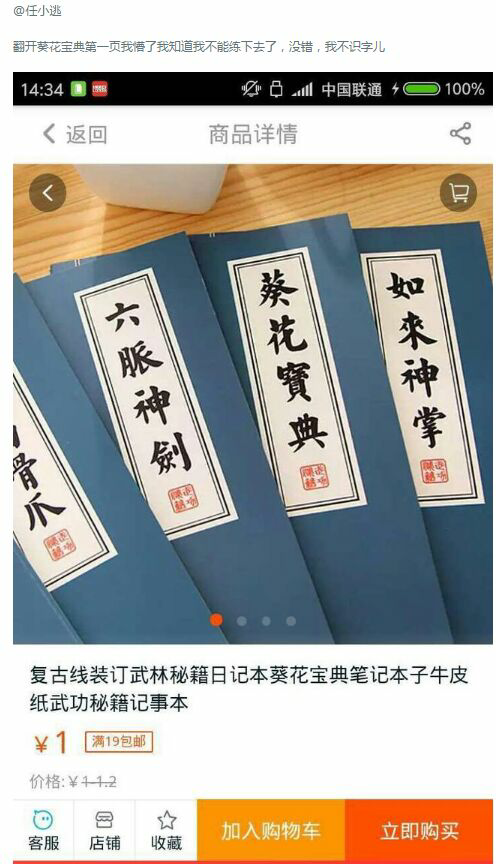 @任小逃
翻开葵花宝典第一页我懵了我知道我不能练下去了，没错，我不识字儿
14:34
中国联通
100%
返回
商品详情
骨爪
六脈神劍
葵花寶典
如來神掌
复古线装订武林秘籍日记本葵花宝典笔记本子牛皮
纸武功秘籍记事本
¥1
满19包邮
价格:¥1-1.2
客服
店铺
收藏
加入购物车
立即购买